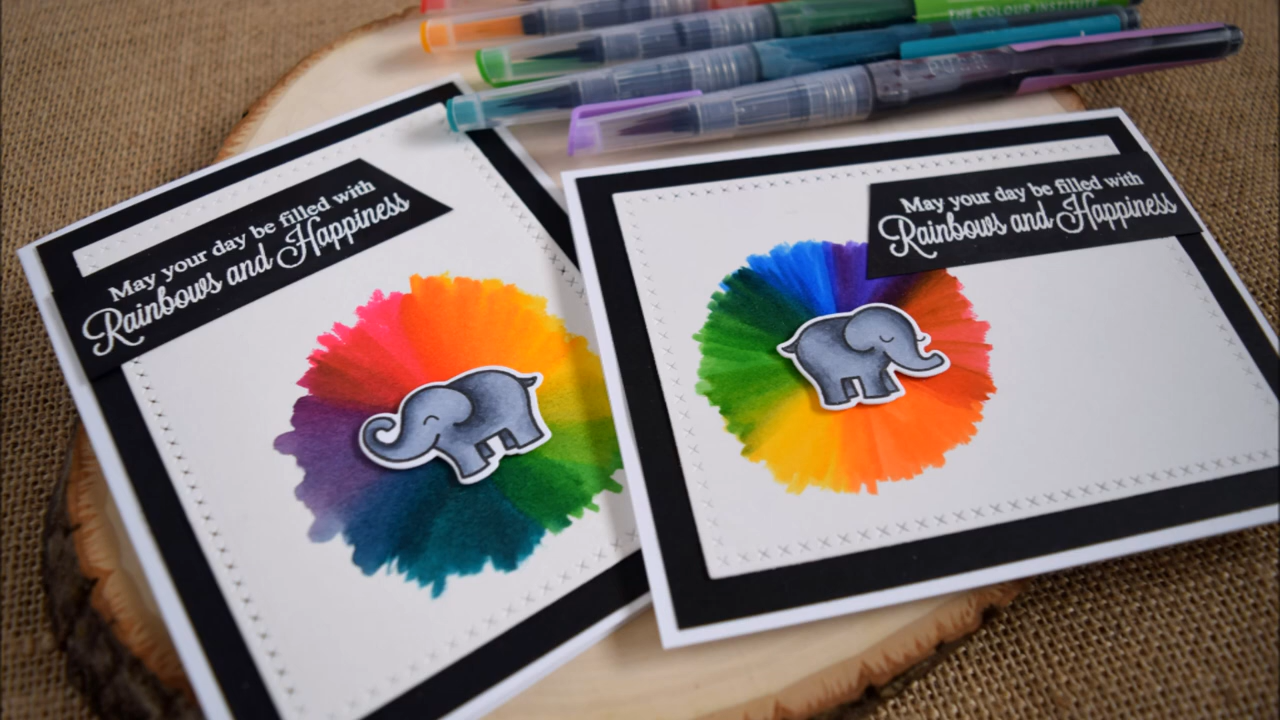 THE COLOUR INSTITUTE
May your day be filled with
Rainbows and Happiness
May your day be filled with
Rainbows and Happiness